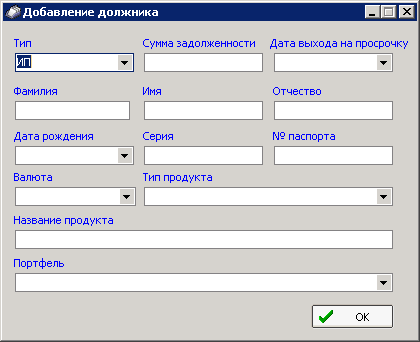 Добавление должника
Тип Сумма задолженности Дата выхода на просрочку
ИП
Фамилия Имя Отчество
Дата рождения Серия № паспорта
Валюта Тип продукта
Название продукта
Портфель
ОК